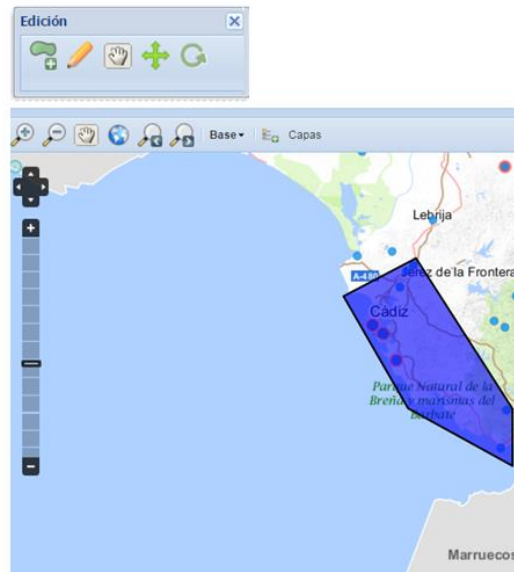 Edición
Base
Capas
Lebrija
A-480
Jerez de la Frontera
Cádiz
Parque Natural de la
Breña y marismas del
Barbate
Marruecos